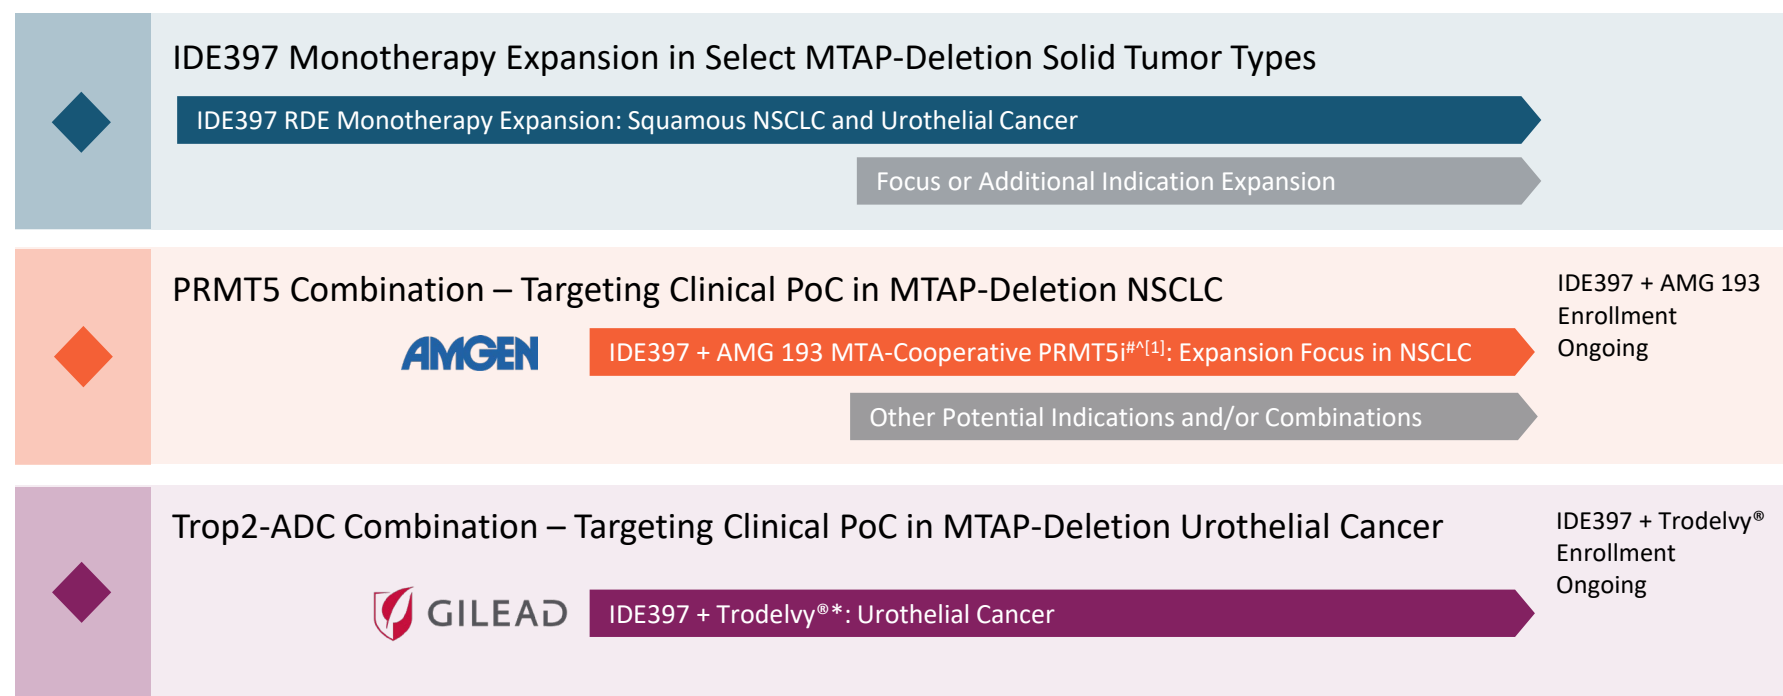 IDE397 Monotherapy Expansion in Select MTAP-Deletion Solid Tumor Types
IDE397 RDE Monotherapy Expansion: Squamous NSCLC and Urothelial Cancer
Focus or Additional Indication Expansion
PRMT5 Combination – Targeting Clinical PoC in MTAP-Deletion NSCLC
AMGEN
IDE397 + AMG 193 MTA-Cooperative PRMT5i#^[1]: Expansion Focus in NSCLC
Other Potential Indications and/or Combinations
IDE397 + AMG 193
Enrollment
Ongoing
Trop2-ADC Combination – Targeting Clinical PoC in MTAP-Deletion Urothelial Cancer
GILEAD
IDE397 + Trodelvy®*: Urothelial Cancer
IDE397 + Trodelvy®
Enrollment
Ongoing